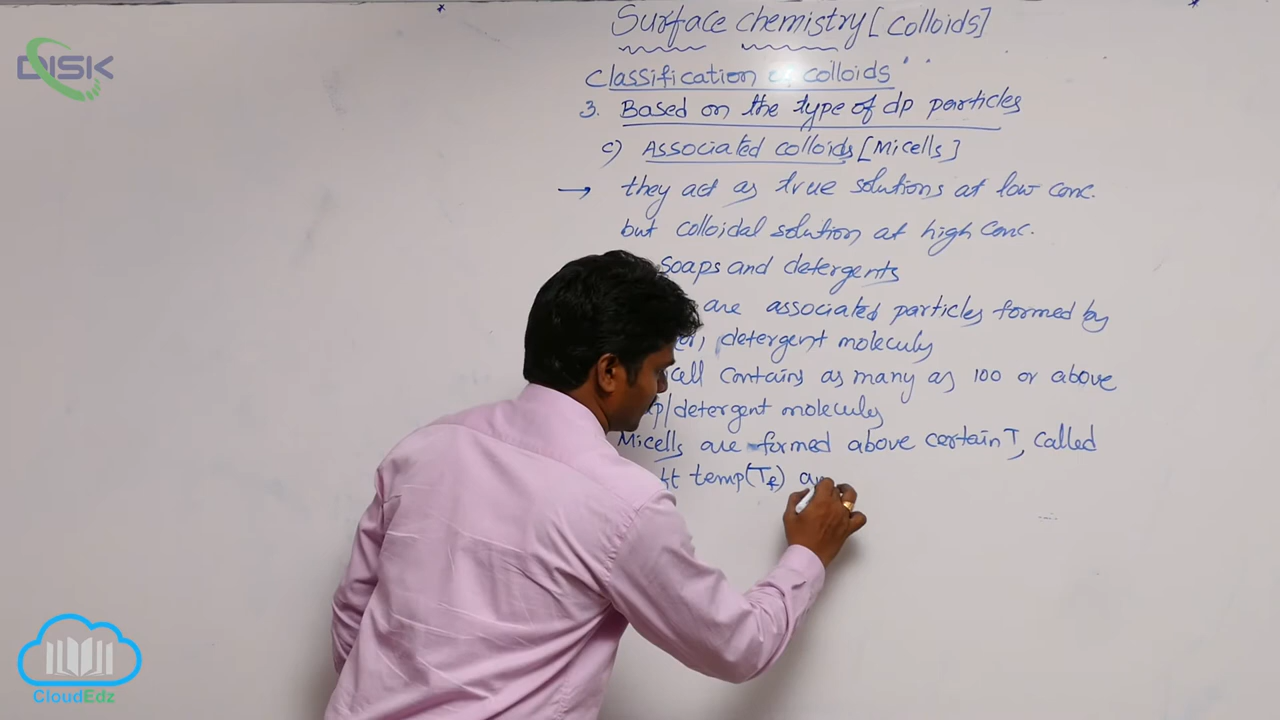 DISK
Surface chemistry [Colloids]
Classification of colloids
3. Based on the type of dp particles
c) Associated colloids [Micells]
→ they act as true solutions at low conc.
but colloidal solution at high conc.
soaps and detergents
are associated particles formed by
detergent moleculy
contains as many as 100 or above
/detergent moleculy
Micells are formed above certain T, called
temp(Tk)
CloudEdz